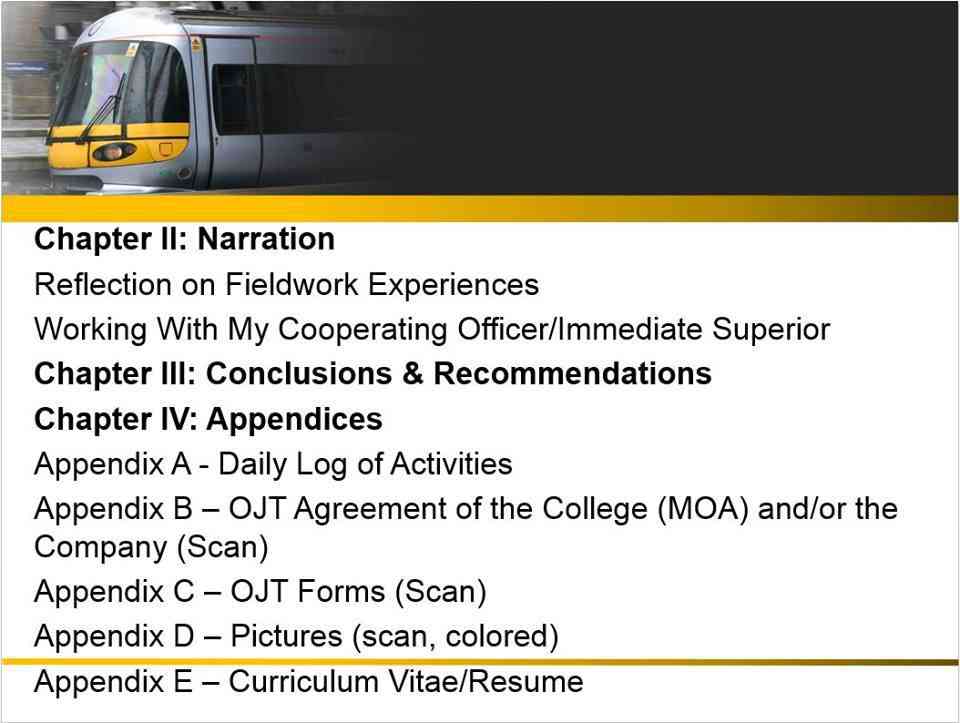 Chapter II: Narration
Reflection on Fieldwork Experiences
Working With My Cooperating Officer/Immediate Superior
Chapter III: Conclusions & Recommendations
Chapter IV: Appendices
Appendix A - Daily Log of Activities
Appendix B – OJT Agreement of the College (MOA) and/or the
Company (Scan)
Appendix C – OJT Forms (Scan)
Appendix D – Pictures (scan, colored)
Appendix E – Curriculum Vitae/Resume